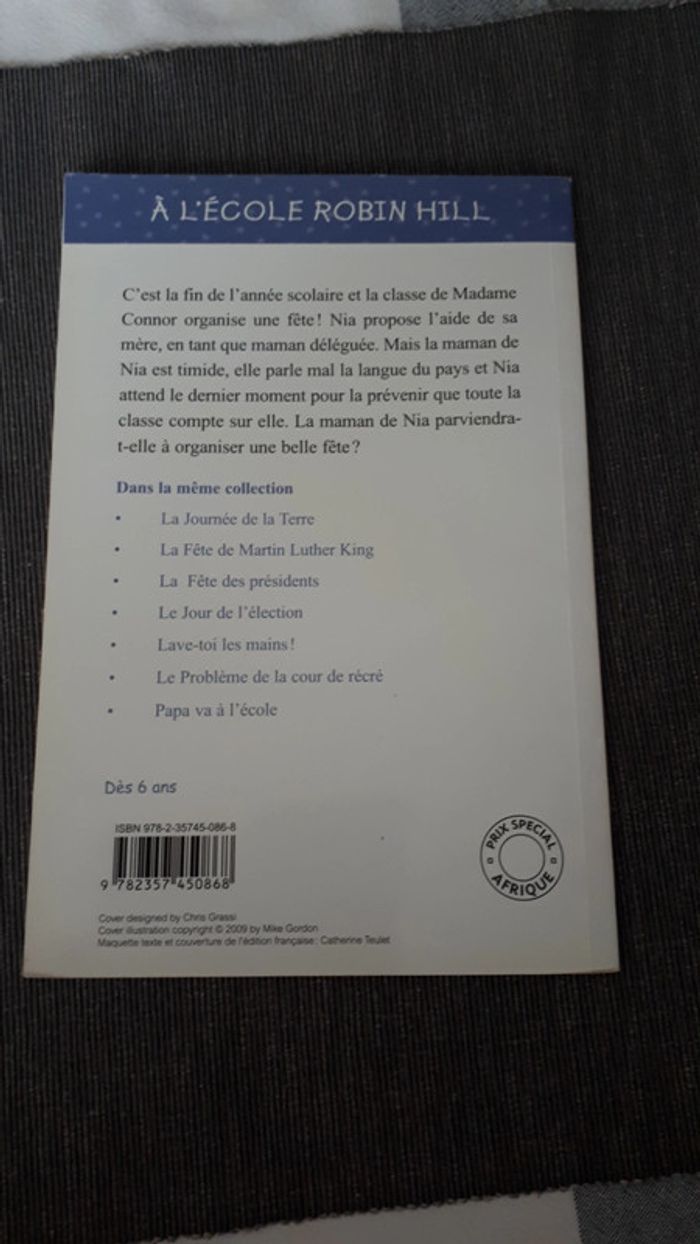 À L'ÉCOLE ROBIN HILL
C'est la fin de l'année scolaire et la classe de Madame
Connor organise une fête! Nia propose l'aide de sa
mère, en tant que maman déléguée. Mais la maman de
Nia est timide, elle parle mal la langue du pays et Nia
attend le dernier moment pour la prévenir que toute la
classe compte sur elle. La maman de Nia parviendra-
t-elle à organiser une belle fête?
Dans la même collection
• La Journée de la Terre
• La Fête de Martin Luther King
• La Fête des présidents
• Le Jour de l'élection
• Lave-toi les mains!
• Le Problème de la cour de récré
• Papa va à l'école
Dès 6 ans
ISBN 978-2-35745-086-8
9 782357 450868
PRIX SPECIAL
AFRIQUE
Cover designed by Chris Grassi
Cover illustration copyright © 2009 by Mike Gordon
Maquette texte et couverture de l'édition française: Catherine Teulet